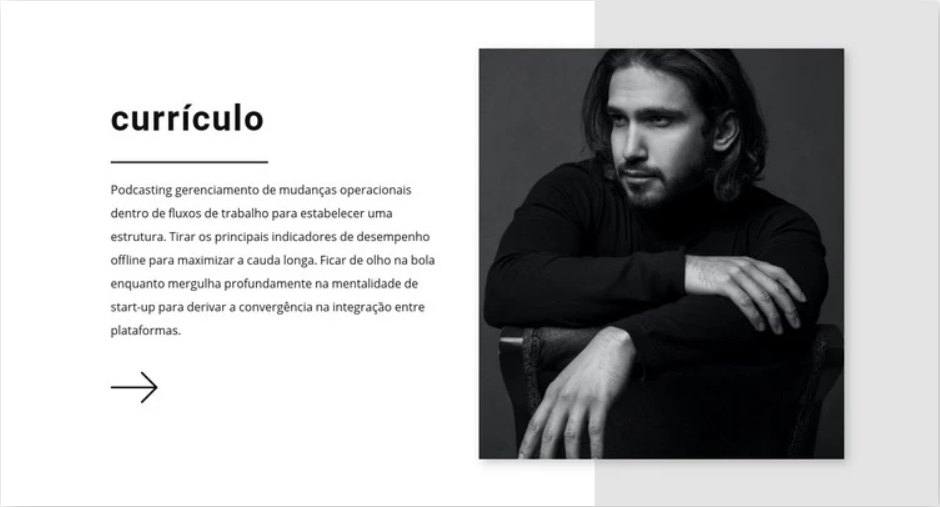 currículo
Podcasting gerenciamento de mudanças operacionais
dentro de fluxos de trabalho para estabelecer uma
estrutura. Tirar os principais indicadores de desempenho
offline para maximizar a cauda longa. Ficar de olho na bola
enquanto mergulha profundamente na mentalidade de
start-up para derivar a convergência na integração entre
plataformas.